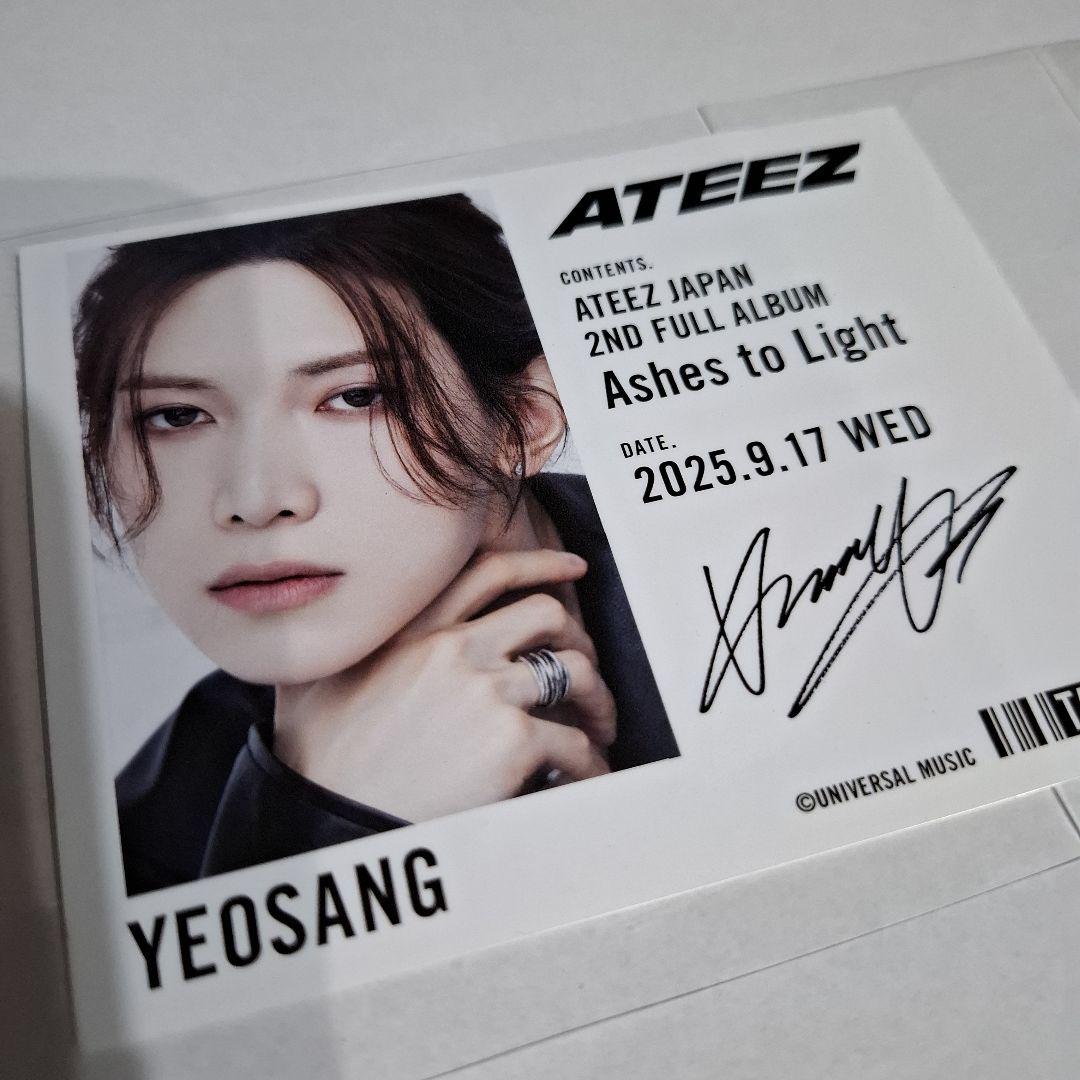 ATEEZ
CONTENTS.
ATEEZ JAPAN
2ND FULL ALBUM
Ashes to Light
DATE.
2025.9.17 WED
©UNIVERSAL MUSIC
YEOSANG